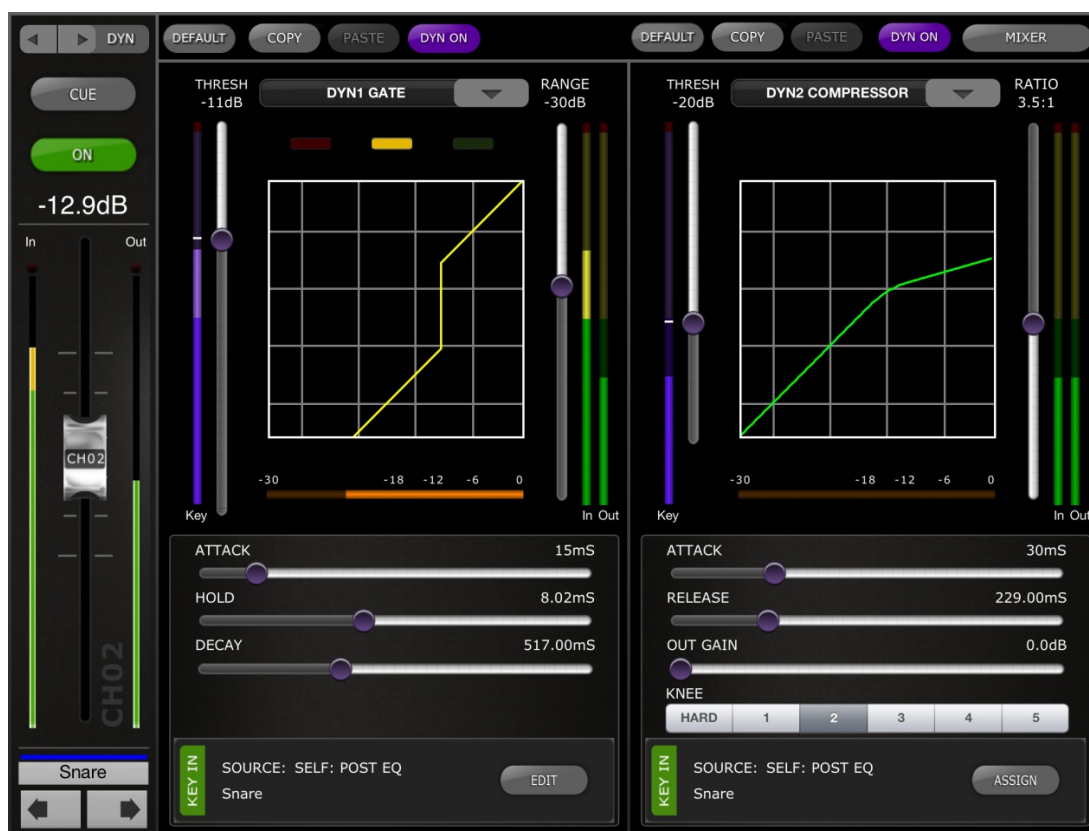 DYN
CUE
ON
-12.9dB
In Out
CH02
CH02
Snare
DEFAULT COPY PASTE DYN ON
THRESH
-11dB
DYN1 GATE
RANGE
-30dB
-30 -18 -12 -6 0
Key
In Out
ATTACK 15mS
HOLD 8.02mS
DECAY 517.00mS
KEY IN
SOURCE: SELF: POST EQ
Snare
EDIT
DEFAULT COPY PASTE DYN ON MIXER
THRESH
-20dB
DYN2 COMPRESSOR
RATIO
3.5:1
-30 -18 -12 -6 0
Key
In Out
ATTACK 30mS
RELEASE 229.00mS
OUT GAIN 0.0dB
KNEE
HARD 1 2 3 4 5
KEY IN
SOURCE: SELF: POST EQ
Snare
ASSIGN